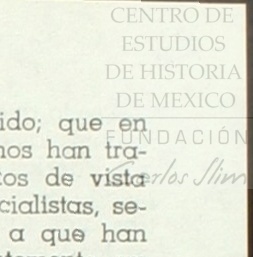 CENTRO DE
ESTUDIOS
DE HISTORIA
DE MEXICO
FUNDACIÓN
Carlos Slim
ido; que en
nos han tra-
tos de vista
cialistas, se-
a que han